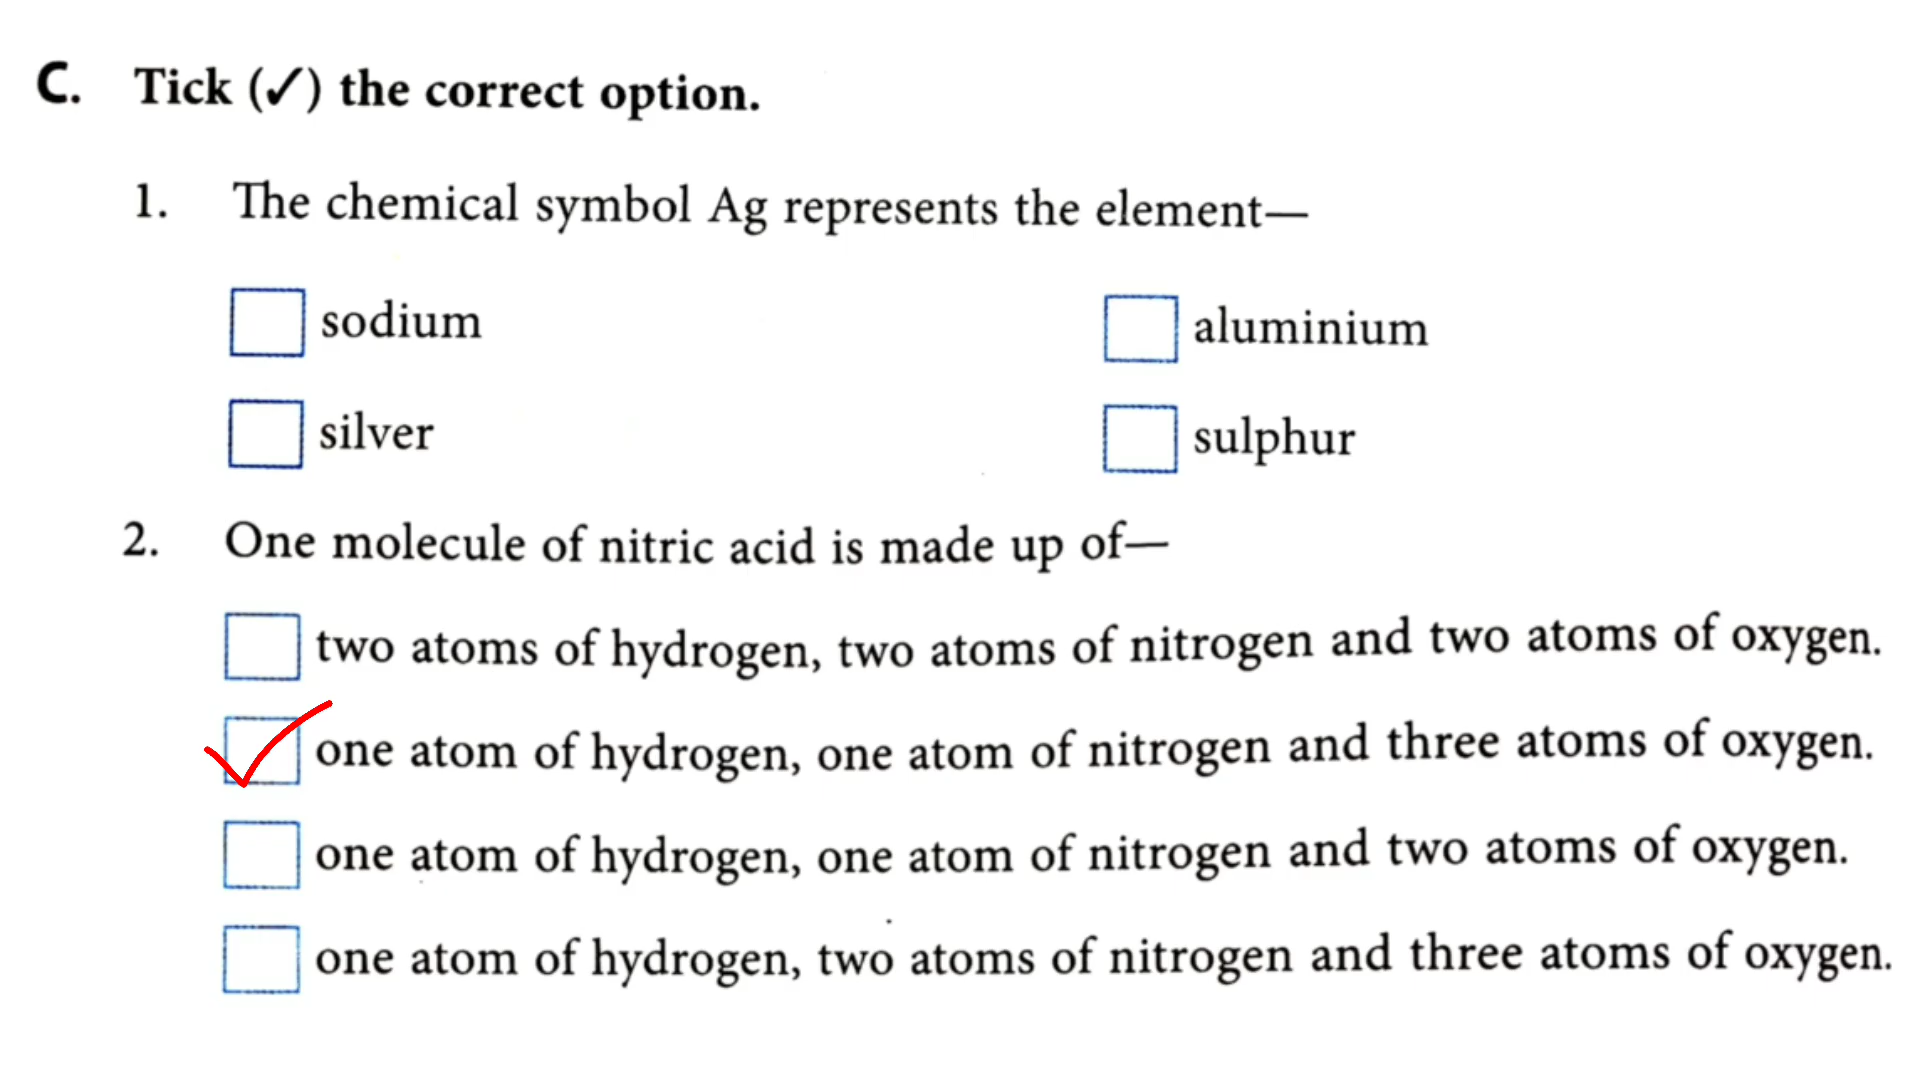 C. Tick (✓) the correct option.
1. The chemical symbol Ag represents the element—
sodium aluminium
silver sulphur
2. One molecule of nitric acid is made up of—
two atoms of hydrogen, two atoms of nitrogen and two atoms of oxygen.
one atom of hydrogen, one atom of nitrogen and three atoms of oxygen.
one atom of hydrogen, one atom of nitrogen and two atoms of oxygen.
one atom of hydrogen, two atoms of nitrogen and three atoms of oxygen.